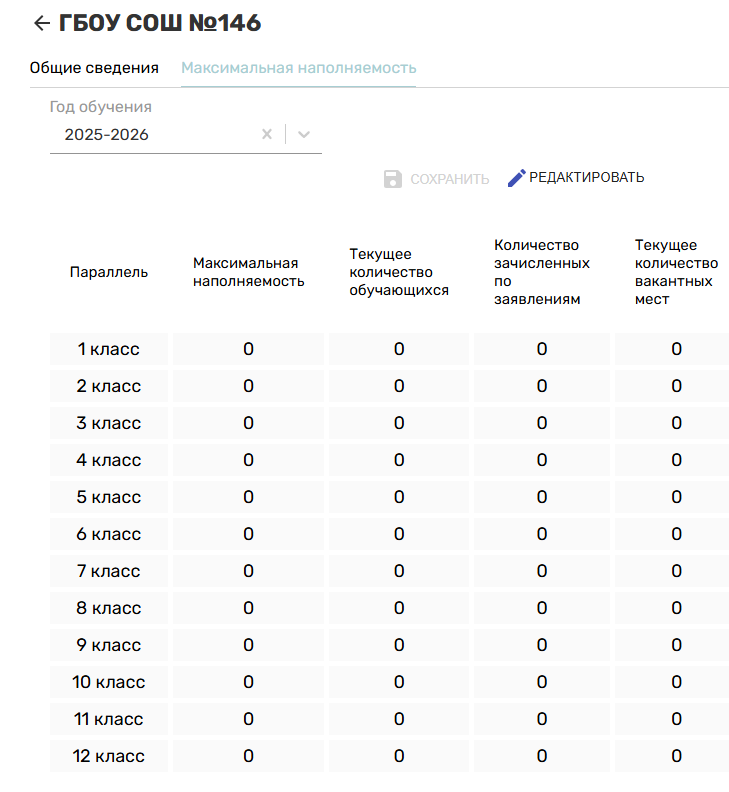 ГБОУ СОШ №146
Общие сведения Максимальная наполняемость
Год обучения
2025-2026
СОХРАНИТЬ РЕДАКТИРОВАТЬ
Параллель
Максимальная
наполняемость
Текущее
количество
обучающихся
Количество
зачисленных
по
заявлениям
Текущее
количество
вакантных
мест
1 класс 0 0 0 0
2 класс 0 0 0 0
3 класс 0 0 0 0
4 класс 0 0 0 0
5 класс 0 0 0 0
6 класс 0 0 0 0
7 класс 0 0 0 0
8 класс 0 0 0 0
9 класс 0 0 0 0
10 класс 0 0 0 0
11 класс 0 0 0 0
12 класс 0 0 0 0